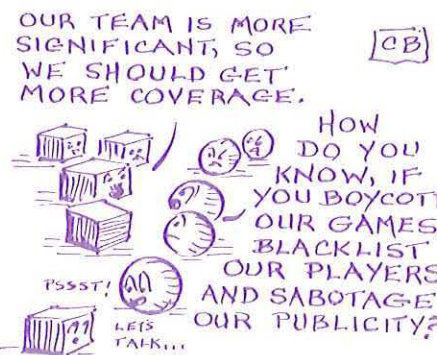 OUR TEAM IS MORE
SIGNIFICANT, SO
WE SHOULD GET
MORE COVERAGE.
CB
HOW
DO YOU
KNOW, IF
YOU BOYCOTT
OUR GAMES
BLACKLIST
OUR PLAYERS
AND SABOTAGE
OUR PUBLICITY?
PSSST!
LET'S
TALK...